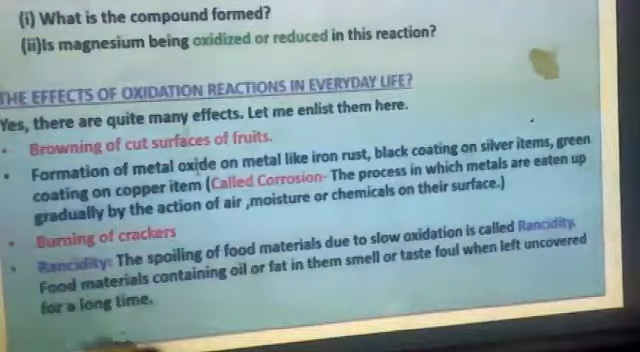 (i) What is the compound formed?
(ii)Is magnesium being oxidized or reduced in this reaction?
THE EFFECTS OF OXIDATION REACTIONS IN EVERYDAY LIFE?
Yes, there are quite many effects. Let me enlist them here.
• Browning of cut surfaces of fruits.
• Formation of metal oxide on metal like iron rust, black coating on silver items, green
coating on copper item (Called Corrosion- The process in which metals are eaten up
gradually by the action of air ,moisture or chemicals on their surface.)
• Burning of crackers
• Rancidity: The spoiling of food materials due to slow oxidation is called Rancidity.
Food materials containing oil or fat in them smell or taste foul when left uncovered
for a long time.